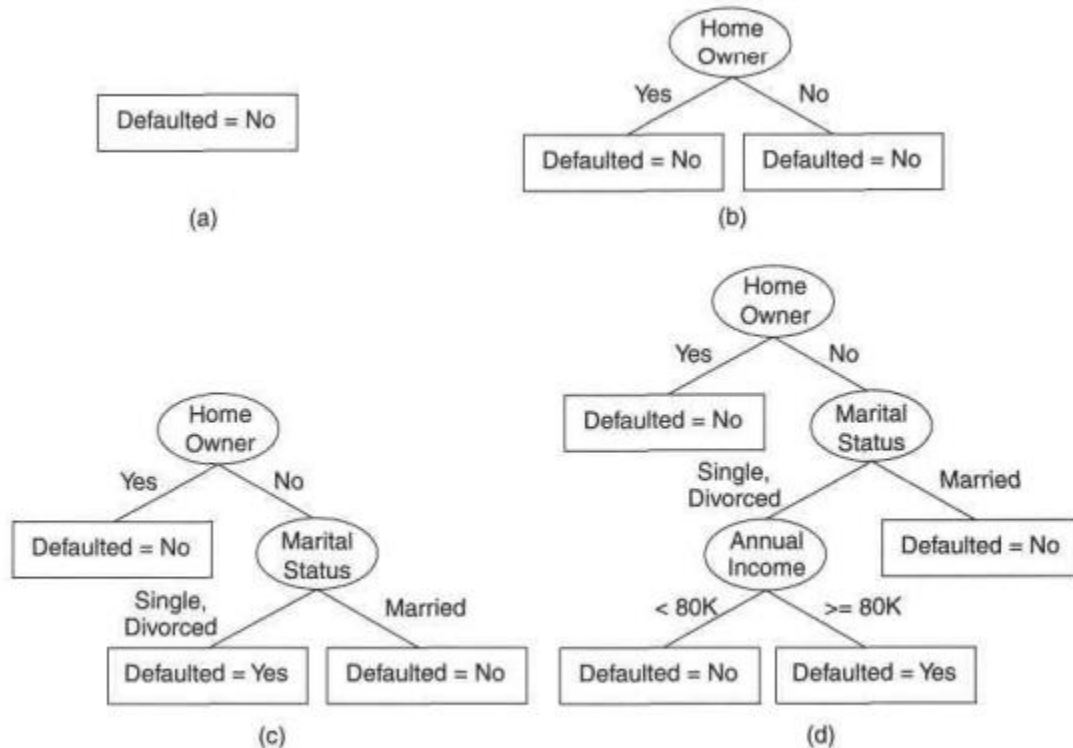 Defaulted = No
(a)
Home
Owner
Yes
No
Defaulted = No
Defaulted = No
(b)
Home
Owner
Yes
No
Defaulted = No
Marital
Status
Single,
Divorced
Married
Defaulted = Yes
Defaulted = No
(c)
Home
Owner
Yes
No
Defaulted = No
Marital
Status
Single,
Divorced
Married
Annual
Income
Defaulted = No
< 80K
>= 80K
Defaulted = No
Defaulted = Yes
(d)